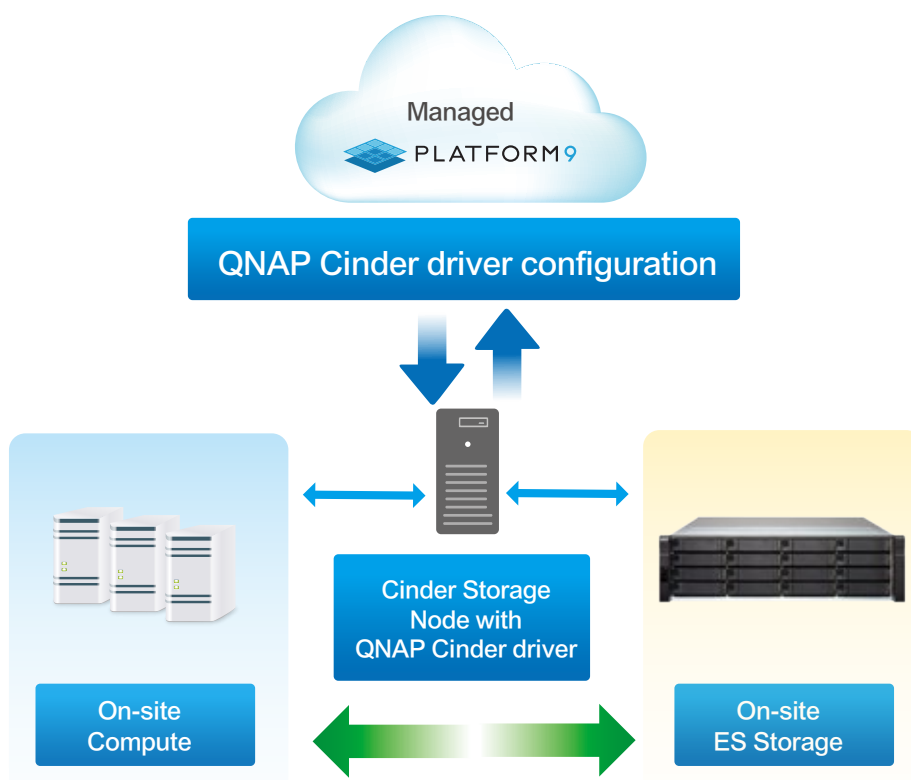 Managed
PLATFORM9
QNAP Cinder driver configuration
Cinder Storage
Node with
QNAP Cinder driver
On-site
Compute
On-site
ES Storage